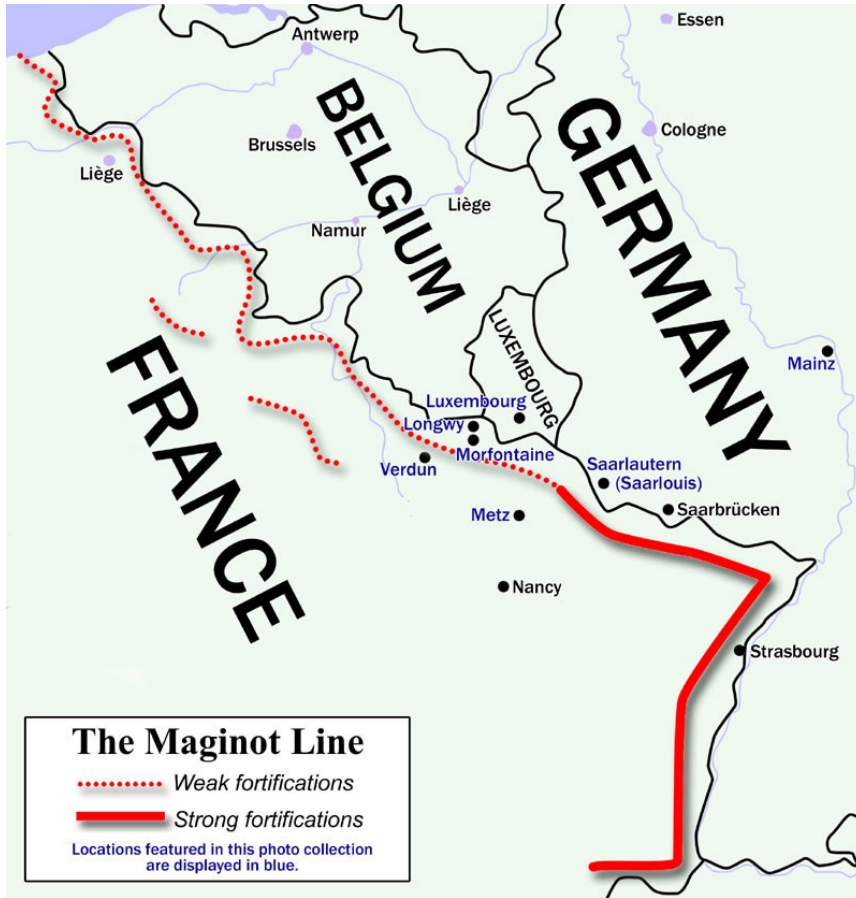 Essen
Antwerp
BELGIUM
GERMANY
Cologne
Brussels
Liège
Liège
Namur
LUXEMBOURG
Mainz
FRANCE
Luxembourg
Longwy
Morfontaine
Verdun
Saarlautern
(Saarlouis)
Saarbrücken
Metz
Nancy
Strasbourg
The Maginot Line
Weak fortifications
Strong fortifications
Locations featured in this photo collection
are displayed in blue.